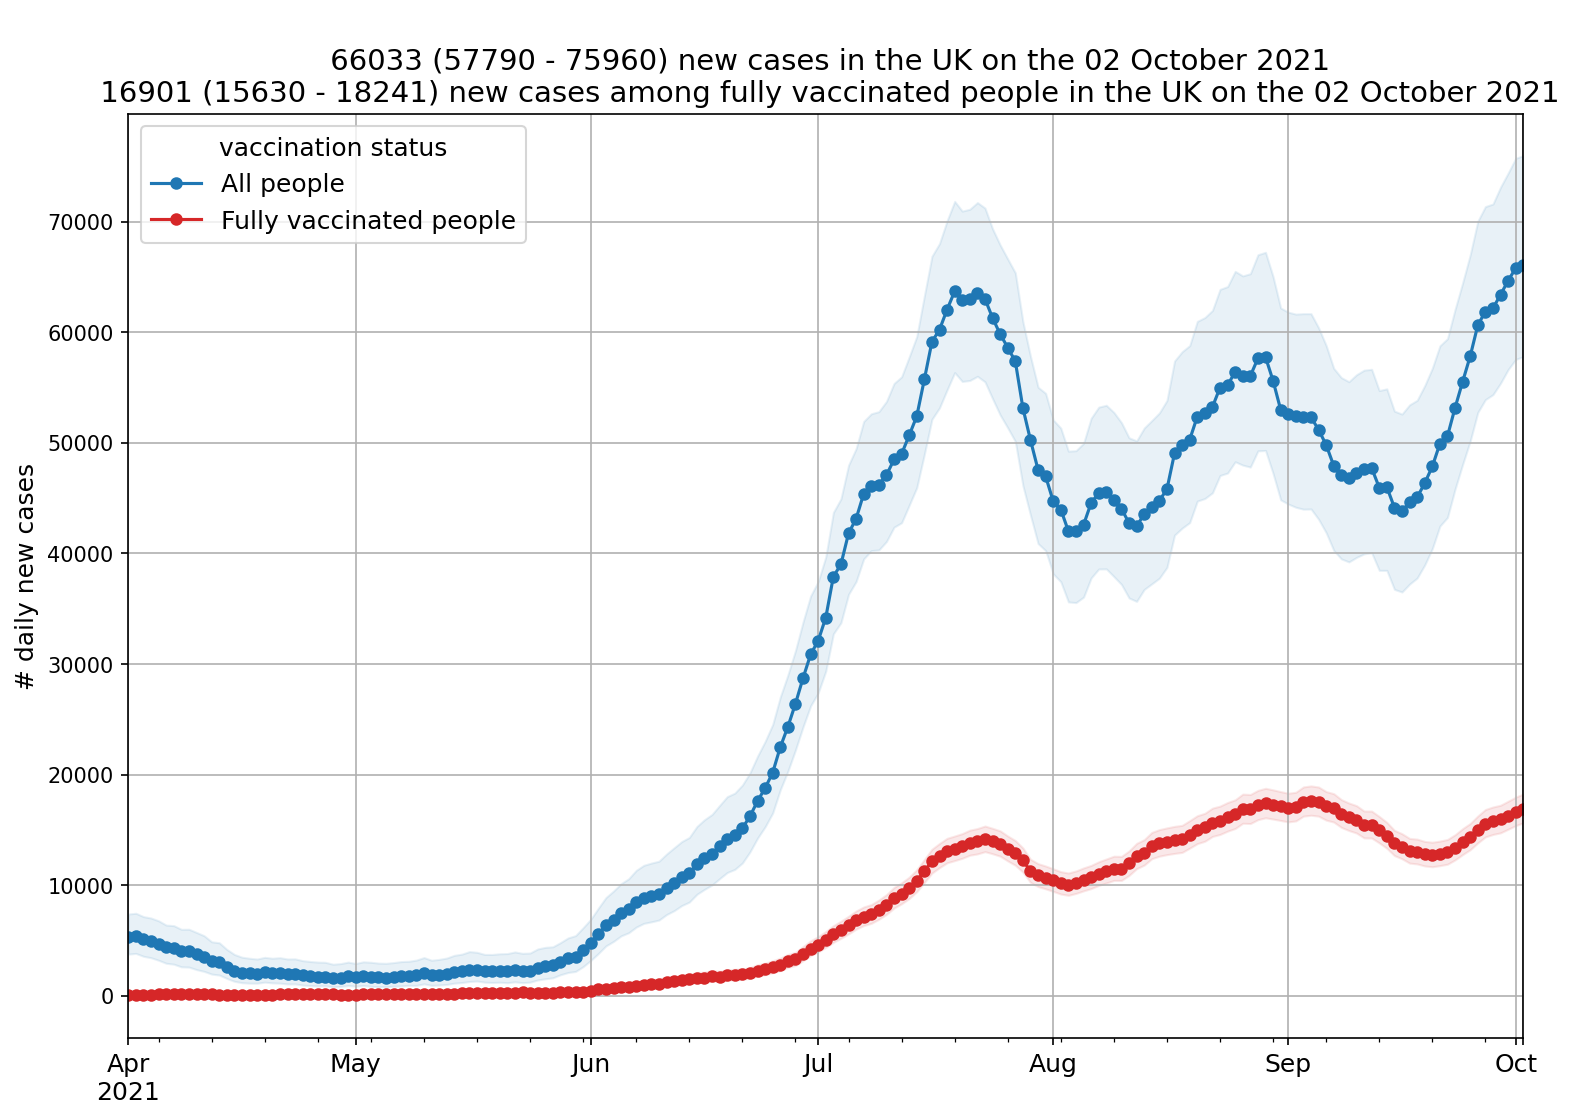 66033 (57790 - 75960) new cases in the UK on the 02 October 2021
16901 (15630 - 18241) new cases among fully vaccinated people in the UK on the 02 October 2021
vaccination status
All people
Fully vaccinated people
# daily new cases
70000
60000
50000
40000
30000
20000
10000
0
Apr May Jun Jul Aug Sep Oct
2021